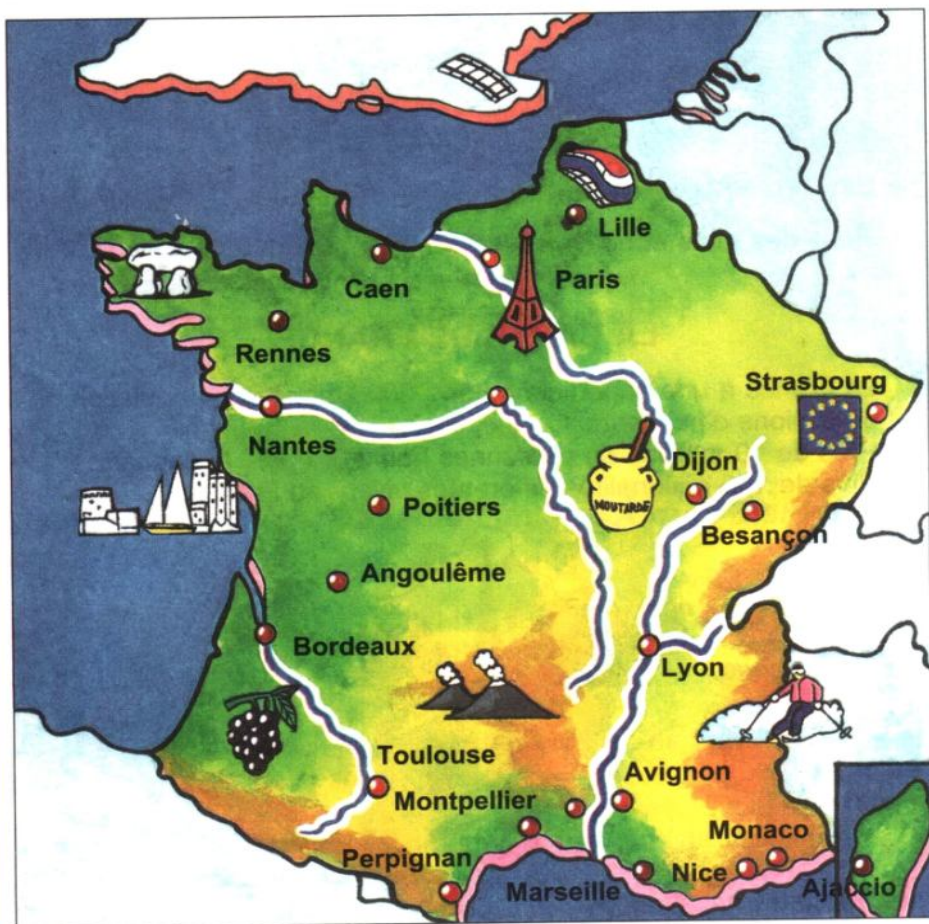 Lille
Paris
Caen
Rennes
Strasbourg
Nantes
Dijon
MOUTARDE
Poitiers
Besançon
Angoulême
Bordeaux
Lyon
Toulouse
Avignon
Montpellier
Monaco
Perpignan
Nice
Marseille
Ajaccio